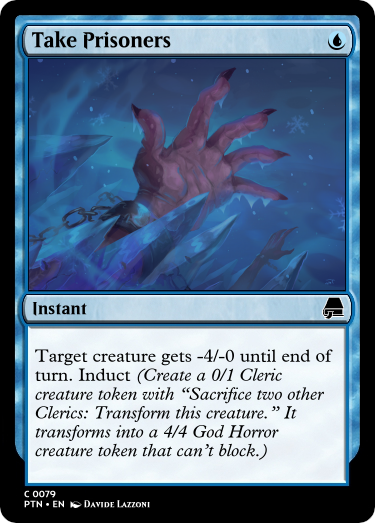 Take Prisoners
Instant
Target creature gets -4/-0 until end of
turn. Induct (Create a 0/1 Cleric
creature token with “Sacrifice two other
Clerics: Transform this creature.” It
transforms into a 4/4 God Horror
creature token that can’t block.)
C 0079
PTN • EN Davide Lazzoni